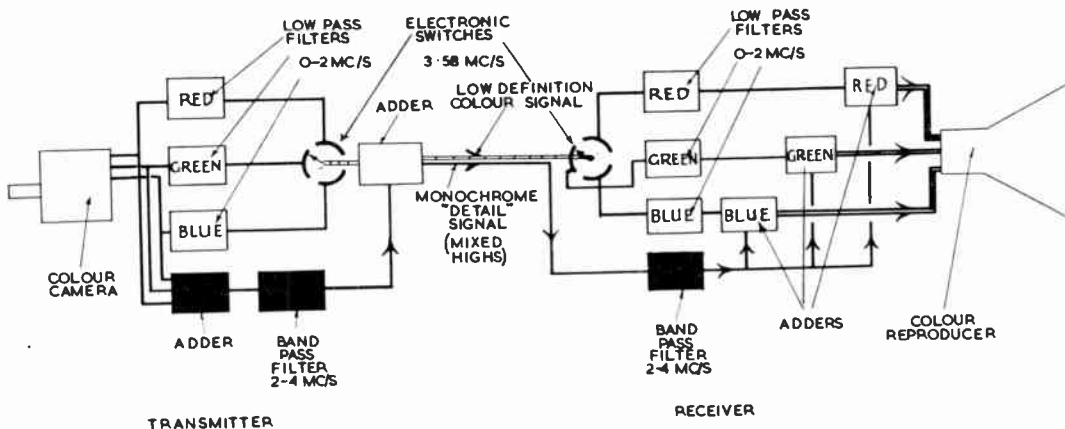 LOW PASS
FILTERS
0-2 MC/S
ELECTRONIC
SWITCHES
3·58 MC/S
ADDER
LOW DEFINITION
COLOUR SIGNAL
RED
GREEN
BLUE
COLOUR
CAMERA
ADDER
BAND
PASS
FILTER
2-4 MC/S
MONOCHROME
"DETAIL"
SIGNAL
(MIXED
HIGHS)
TRANSMITTER
LOW PASS
FILTERS
0-2 MC/S
RED
RED
GREEN
GREEN
BLUE
BLUE
BAND
PASS
FILTER
2-4 MC/S
ADDERS
COLOUR
REPRODUCER
RECEIVER